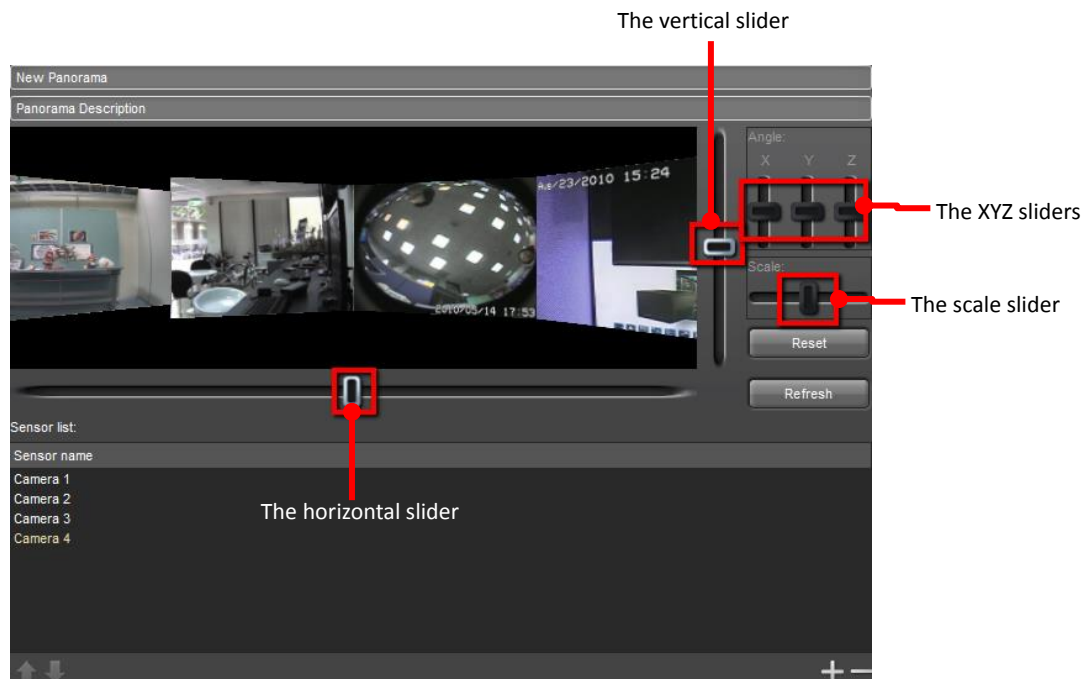 The vertical slider
New Panorama
Panorama Description
Angle:
X Y Z
Aug/23/2010 15:24
The XYZ sliders
Scale:
The scale slider
2010/05/14 17:53
Reset
Refresh
Sensor list:
Sensor name
Camera 1
Camera 2
Camera 3
Camera 4
The horizontal slider